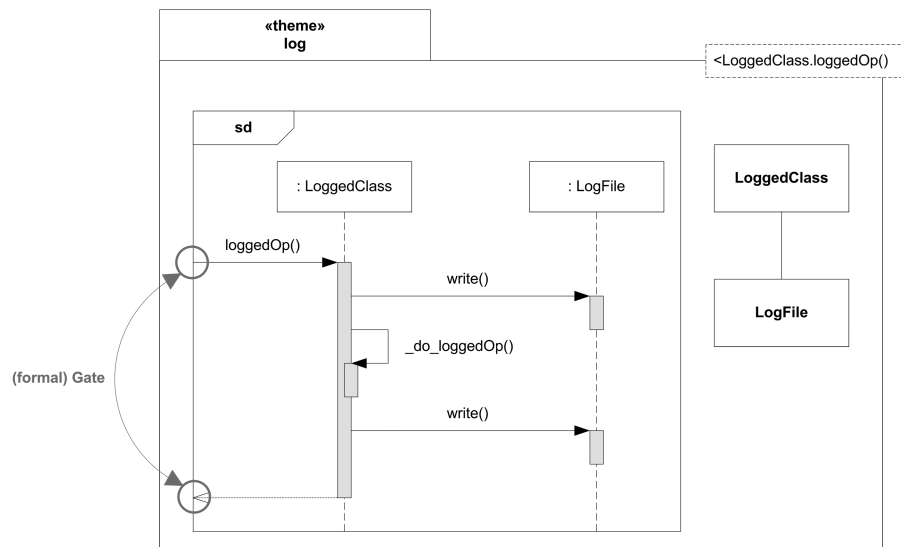 «theme»
log
<LoggedClass.loggedOp()
sd
: LoggedClass
: LogFile
LoggedClass
loggedOp()
write()
LogFile
_do_loggedOp()
(formal) Gate
write()